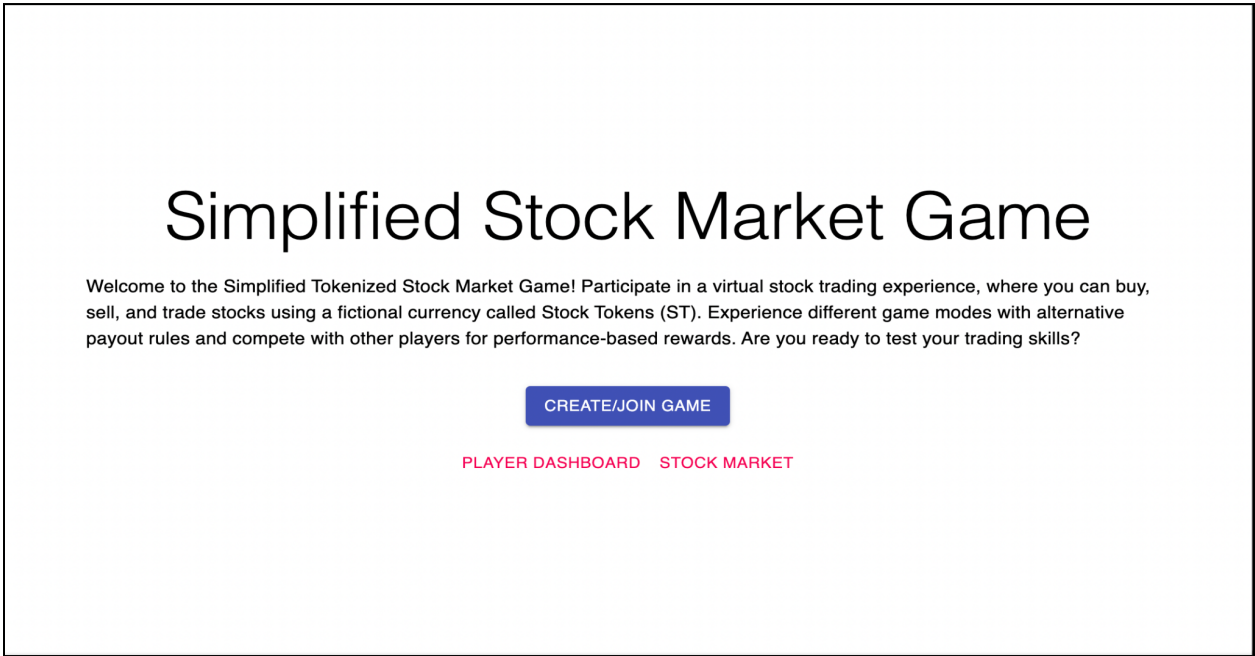 Simplified Stock Market Game
Welcome to the Simplified Tokenized Stock Market Game! Participate in a virtual stock trading experience, where you can buy,
sell, and trade stocks using a fictional currency called Stock Tokens (ST). Experience different game modes with alternative
payout rules and compete with other players for performance-based rewards. Are you ready to test your trading skills?
CREATE/JOIN GAME
PLAYER DASHBOARD STOCK MARKET